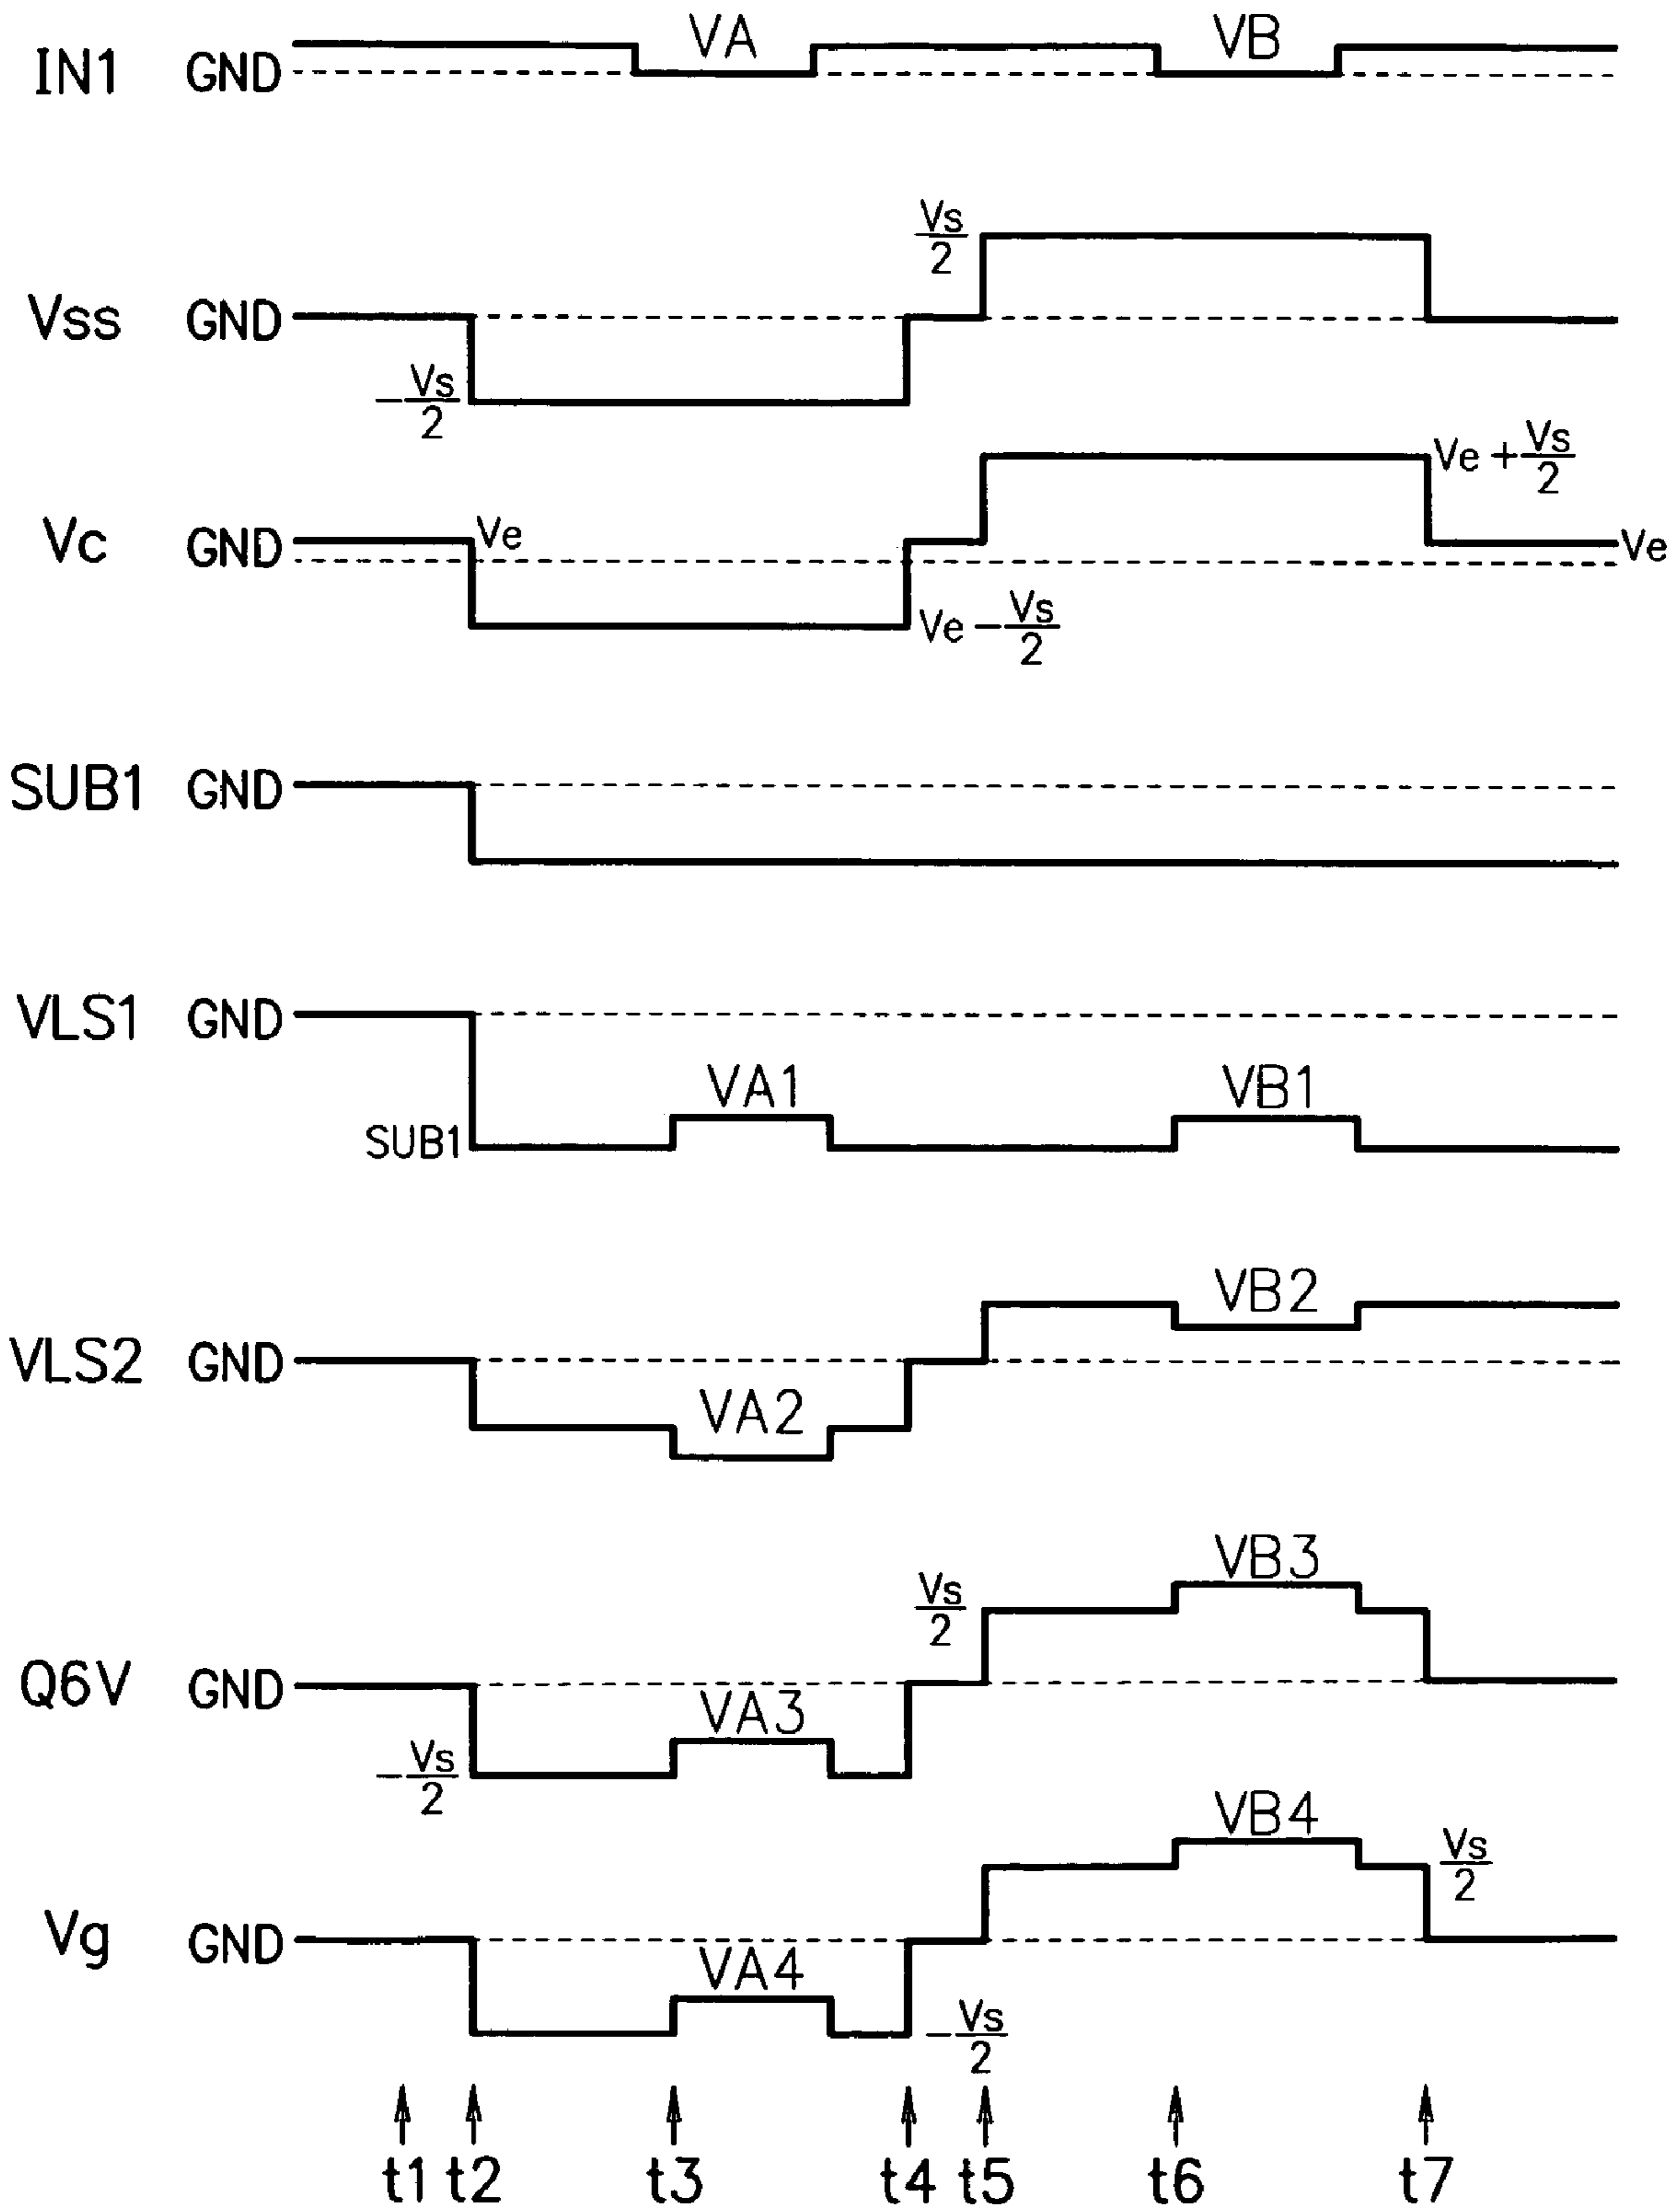 IN1 GND VA VB
Vss GND -Vs/2 Vs/2
Vc GND Ve Ve-Vs/2 Ve+Vs/2 Ve
SUB1 GND
VLS1 GND SUB1 VA1 VB1
VLS2 GND VA2 VB2
Q6V GND -Vs/2 VA3 Vs/2 VB3
Vg GND VA4 -Vs/2 VB4 Vs/2
t1 t2 t3 t4 t5 t6 t7